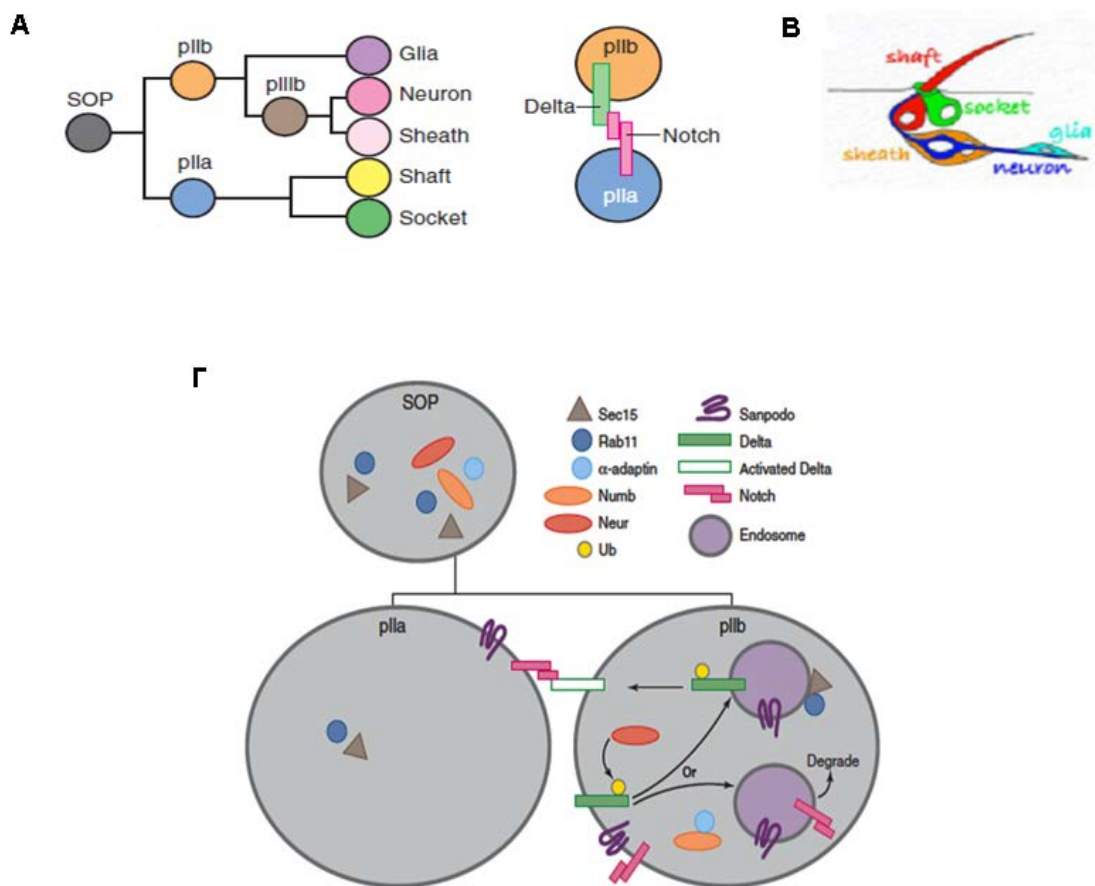 A
pIIb
Glia
pIIIb
SOP
Neuron
Sheath
pIIa
Shaft
Socket
pIIb
Delta
Notch
pIIa
B
shaft
socket
glia
sheath
neuron
Γ
SOP
Sec15
Rab11
α-adaptin
Numb
Neur
Ub
Sanpodo
Delta
Activated Delta
Notch
Endosome
pIIa
pIIb
Or
Degrade